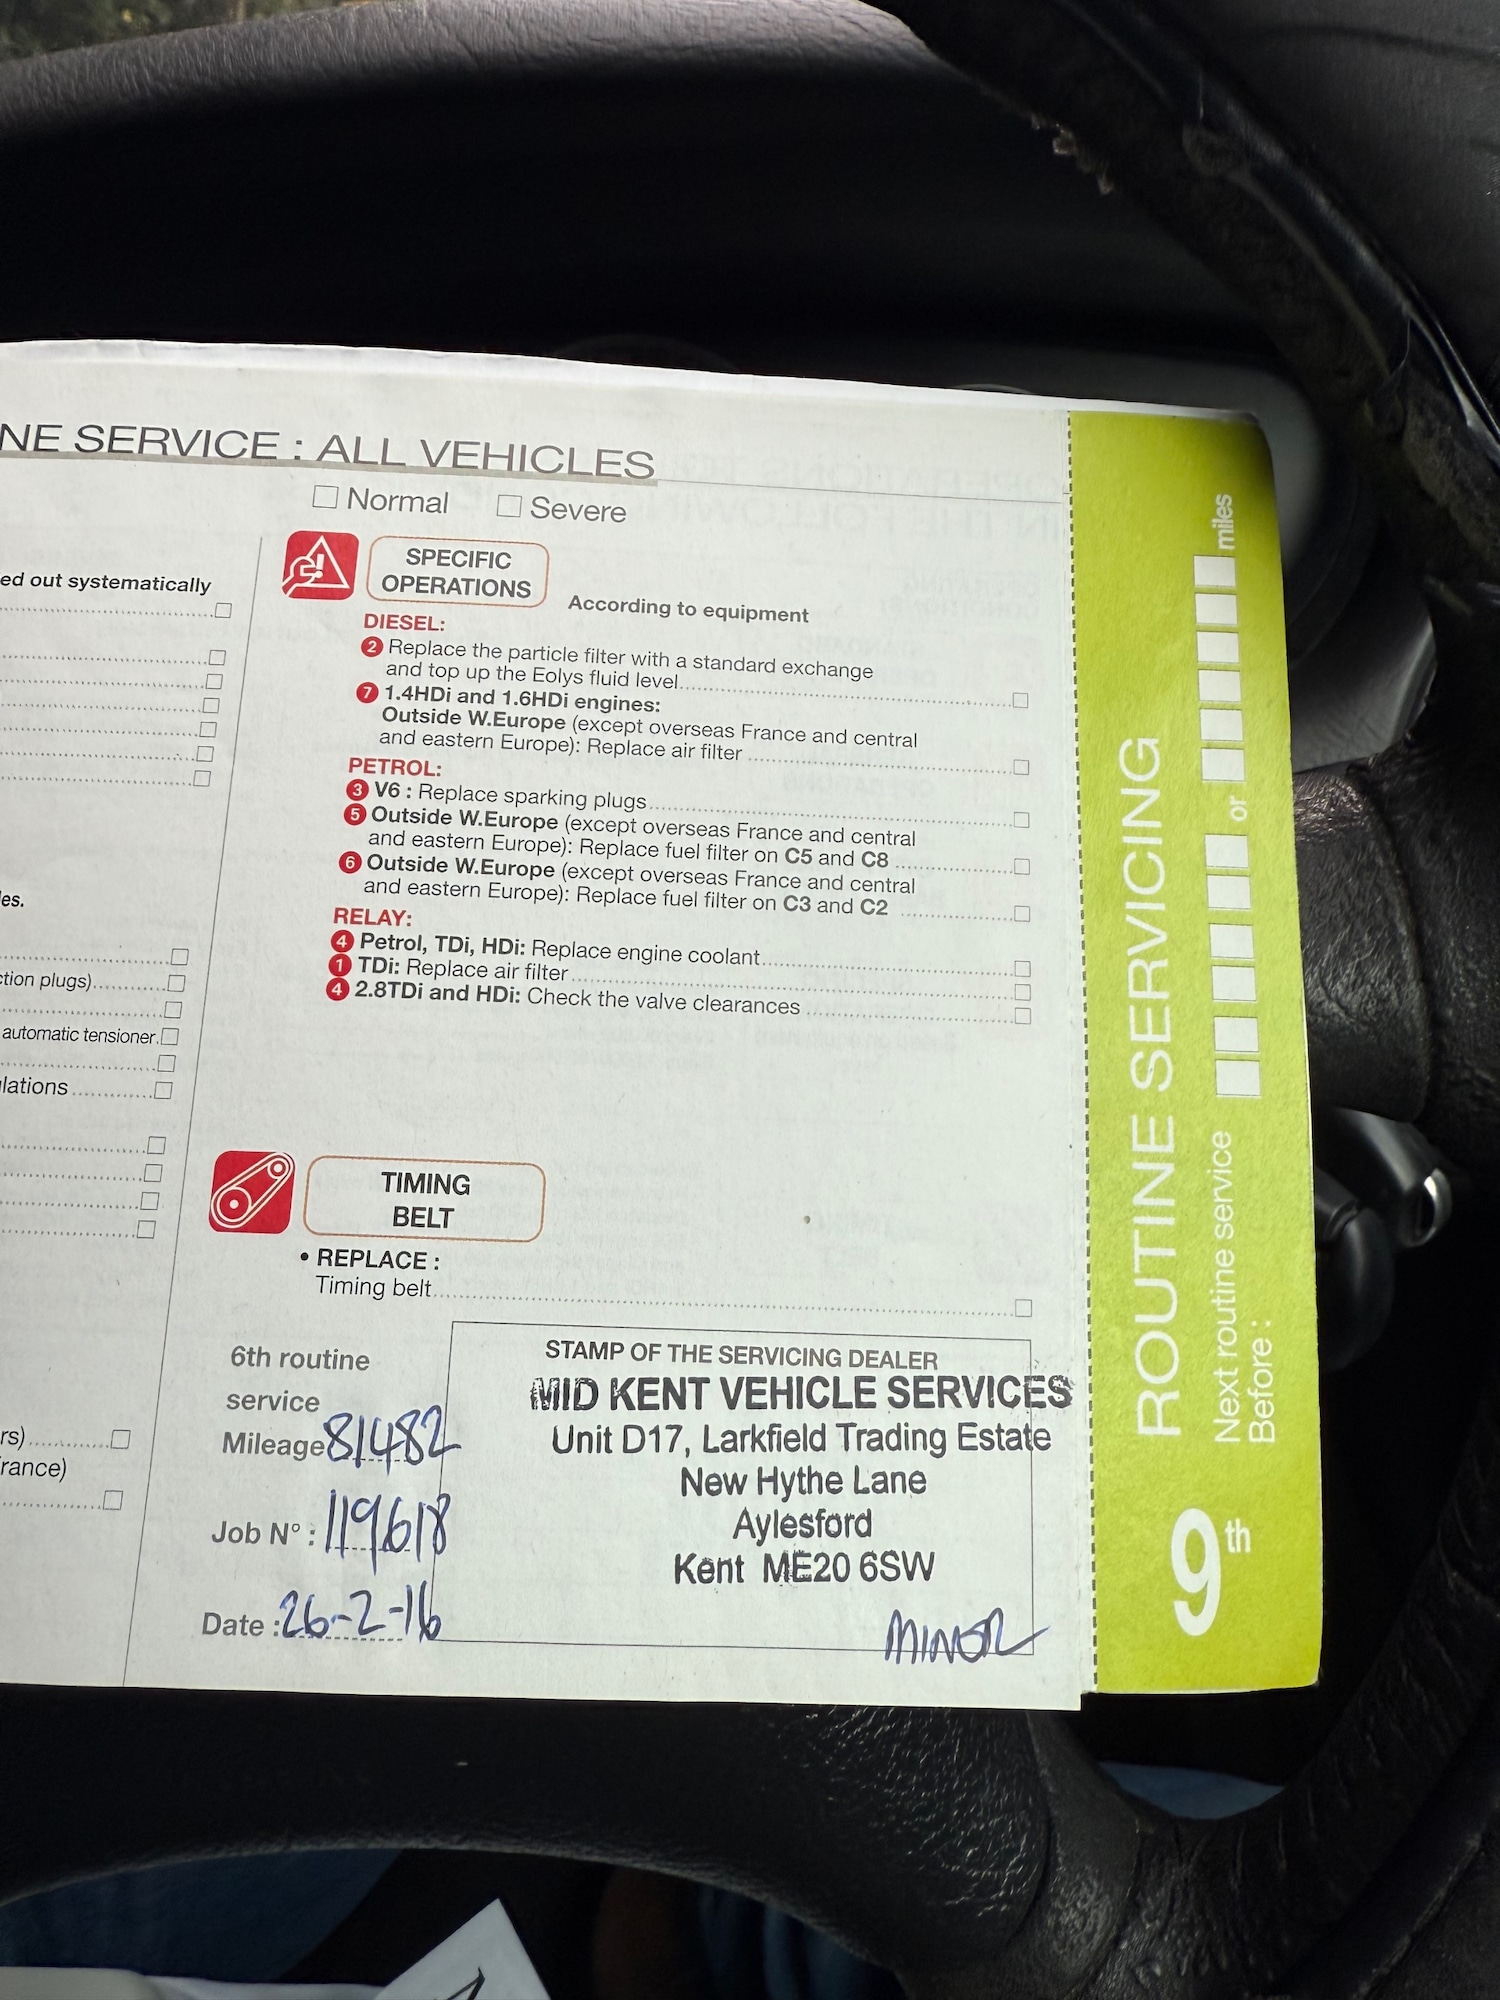 NE SERVICE : ALL VEHICLES
Normal Severe
ed out systematically
es.
ction plugs)
automatic tensioner.
lations
rs)
rance)
SPECIFIC
OPERATIONS
According to equipment
DIESEL:
2 Replace the particle filter with a standard exchange
and top up the Eolys fluid level
7 1.4HDi and 1.6HDi engines:
Outside W.Europe (except overseas France and central
and eastern Europe): Replace air filter
PETROL:
3 V6 : Replace sparking plugs
5 Outside W.Europe (except overseas France and central
and eastern Europe): Replace fuel filter on C5 and C8
6 Outside W.Europe (except overseas France and central
and eastern Europe): Replace fuel filter on C3 and C2
RELAY:
4 Petrol, TDi, HDi: Replace engine coolant
1 TDi: Replace air filter
4 2.8TDi and HDi: Check the valve clearances
TIMING
BELT
• REPLACE :
Timing belt
6th routine
service
Mileage 81482
Job N° : 119618
Date : 26-2-16
STAMP OF THE SERVICING DEALER
MID KENT VEHICLE SERVICES
Unit D17, Larkfield Trading Estate
New Hythe Lane
Aylesford
Kent ME20 6SW
MINOR
9th ROUTINE SERVICING
Next routine service
Before : or miles